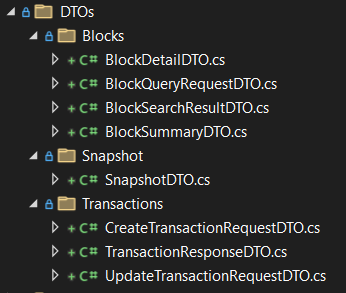 DTOs
Blocks
C# BlockDetailDTO.cs
C# BlockQueryRequestDTO.cs
C# BlockSearchResultDTO.cs
C# BlockSummaryDTO.cs
Snapshot
C# SnapshotDTO.cs
Transactions
C# CreateTransactionRequestDTO.cs
C# TransactionResponseDTO.cs
C# UpdateTransactionRequestDTO.cs